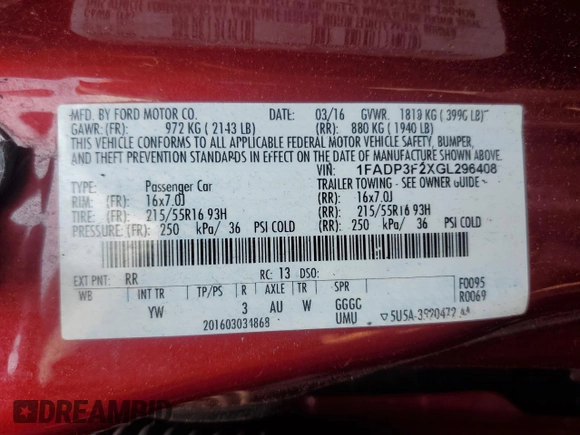 MFD. BY FORD MOTOR CO. DATE: 03/16 GVWR:
GAWR: (FR): 972 KG ( 2143 LB) (RR): 880 KG ( 1940 LB)
THIS VEHICLE CONFORMS TO ALL APPLICABLE FEDERAL MOTOR VEHICLE SAFETY, BUMPER,
AND THEFT PREVENTION STANDARDS IN EFFECT ON THE DATE OF MANUFACTURE SHOWN ABOVE.
VIN: 1FADP3F2XGL296408
TYPE: Passenger Car TRAILER TOWING - SEE OWNER GUIDE
RIM: (FR) 16x7.0J (RR): 16x7.0J
TIRE: (FR) 215/55R16 93H (RR): 215/55R16 93H
PRESSURE: (FR): 250 kPa/ 36 PSI COLD (RR): 250 kPa/ 36 PSI COLD
EXT PNT: RR RC: 13 DSO:
WB INT TR TP/PS R AXLE TR SPR F0095
YW 3 AU W GGGG R0069
201603031868 UMU
DREAMBID